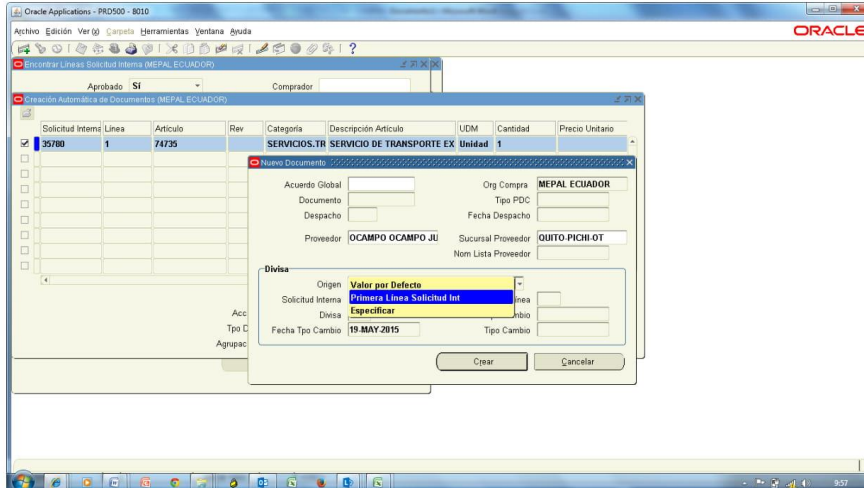 Oracle Applications - PRD500 - 8010
Archivo Edición Ver(x) Carpeta Herramientas Ventana Ayuda
ORACLE
Encontrar Líneas Solicitud Interna (MEPAL ECUADOR)
Aprobado Sí Comprador
Creación Automática de Documentos (MEPAL ECUADOR)
Solicitud Interna Línea Artículo Rev Categoría Descripción Artículo UDM Cantidad Precio Unitario
35780 1 74735 SERVICIOS.TR SERVICIO DE TRANSPORTE EX Unidad 1
Nuevo Documento
Acuerdo Global Org Compra MEPAL ECUADOR
Documento Tipo PDC
Despacho Fecha Despacho
Proveedor OCAMPO OCAMPO JU Sucursal Proveedor QUITO-PICHI-OT
Nom Lista Proveedor
Divisa
Origen Valor por Defecto
Solicitud Interna Primera Línea Solicitud Int ínea
Acc Divisa Especificar mbio
Tpo D Fecha Tpo Cambio 19-MAY-2015 Tipo Cambio
Agrupac
Crear Cancelar
9:57